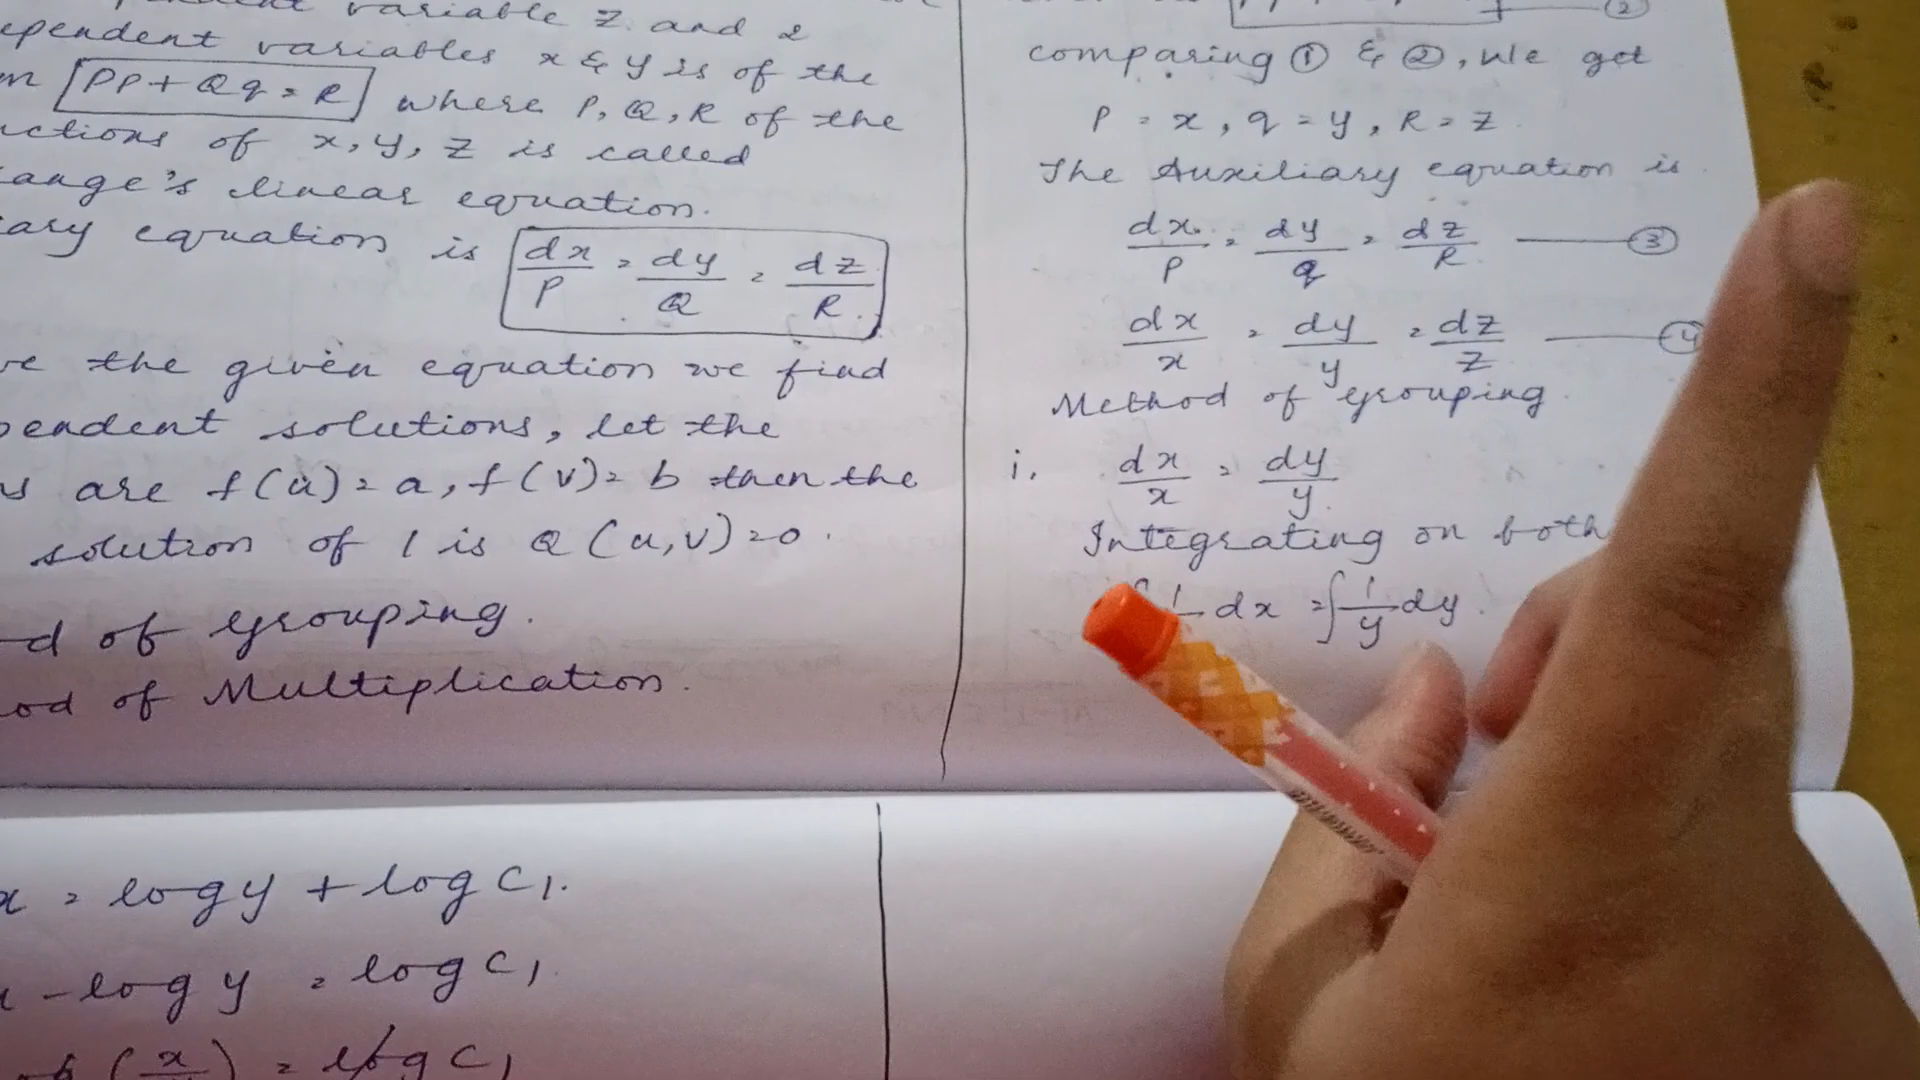 variable z and 2
ependent variables x & y is of the
m Pp + Qq = R where P, Q, R of the
ctions of x, y, z is called
ange's linear equation.
ary equation is dx/P = dy/Q = dz/R.
ve the given equation we find
pendent solutions, let the
s are f(u) = a, f(v) = b then the
solution of 1 is Q(u,v) = 0.
d of grouping.
od of Multiplication.
②
comparing ① & ②, we get
P = x, q = y, R = z.
The Auxiliary equation is
dx/P = dy/q = dz/R ③
dx/x = dy/y = dz/z ④
Method of grouping.
i. dx/x = dy/y.
Integrating on both
dx = ∫ 1/y dy.
x = log y + log c₁.
- log y = log c₁.
= log c₁